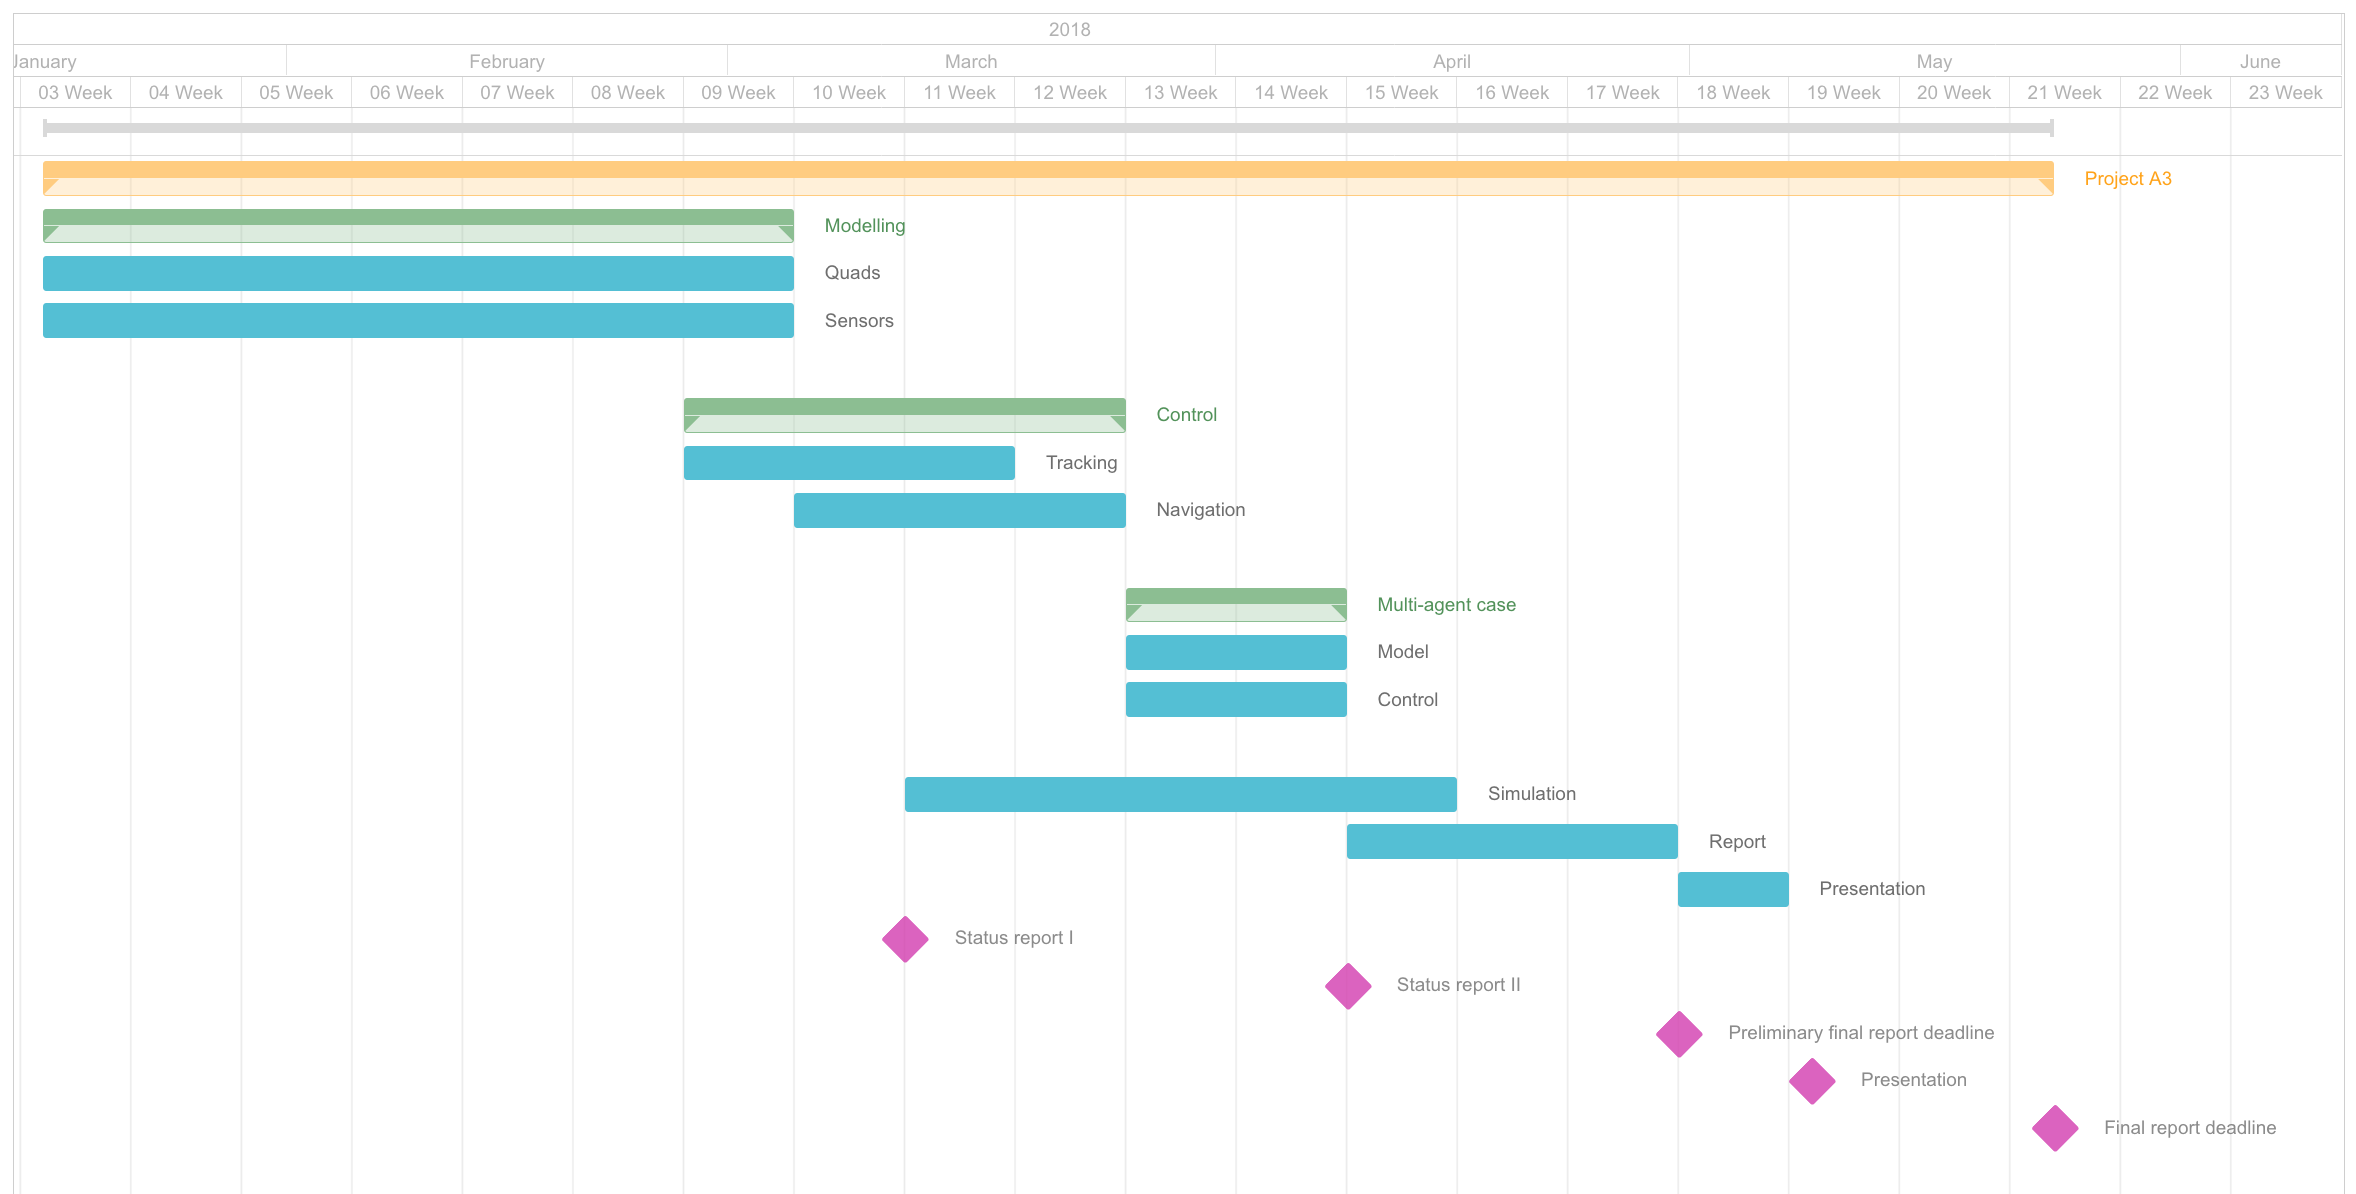 2018
January February March April May June
03 Week 04 Week 05 Week 06 Week 07 Week 08 Week 09 Week 10 Week 11 Week 12 Week 13 Week 14 Week 15 Week 16 Week 17 Week 18 Week 19 Week 20 Week 21 Week 22 Week 23 Week
Project A3
Modelling
Quads
Sensors
Control
Tracking
Navigation
Multi-agent case
Model
Control
Simulation
Report
Presentation
Status report I
Status report II
Preliminary final report deadline
Presentation
Final report deadline